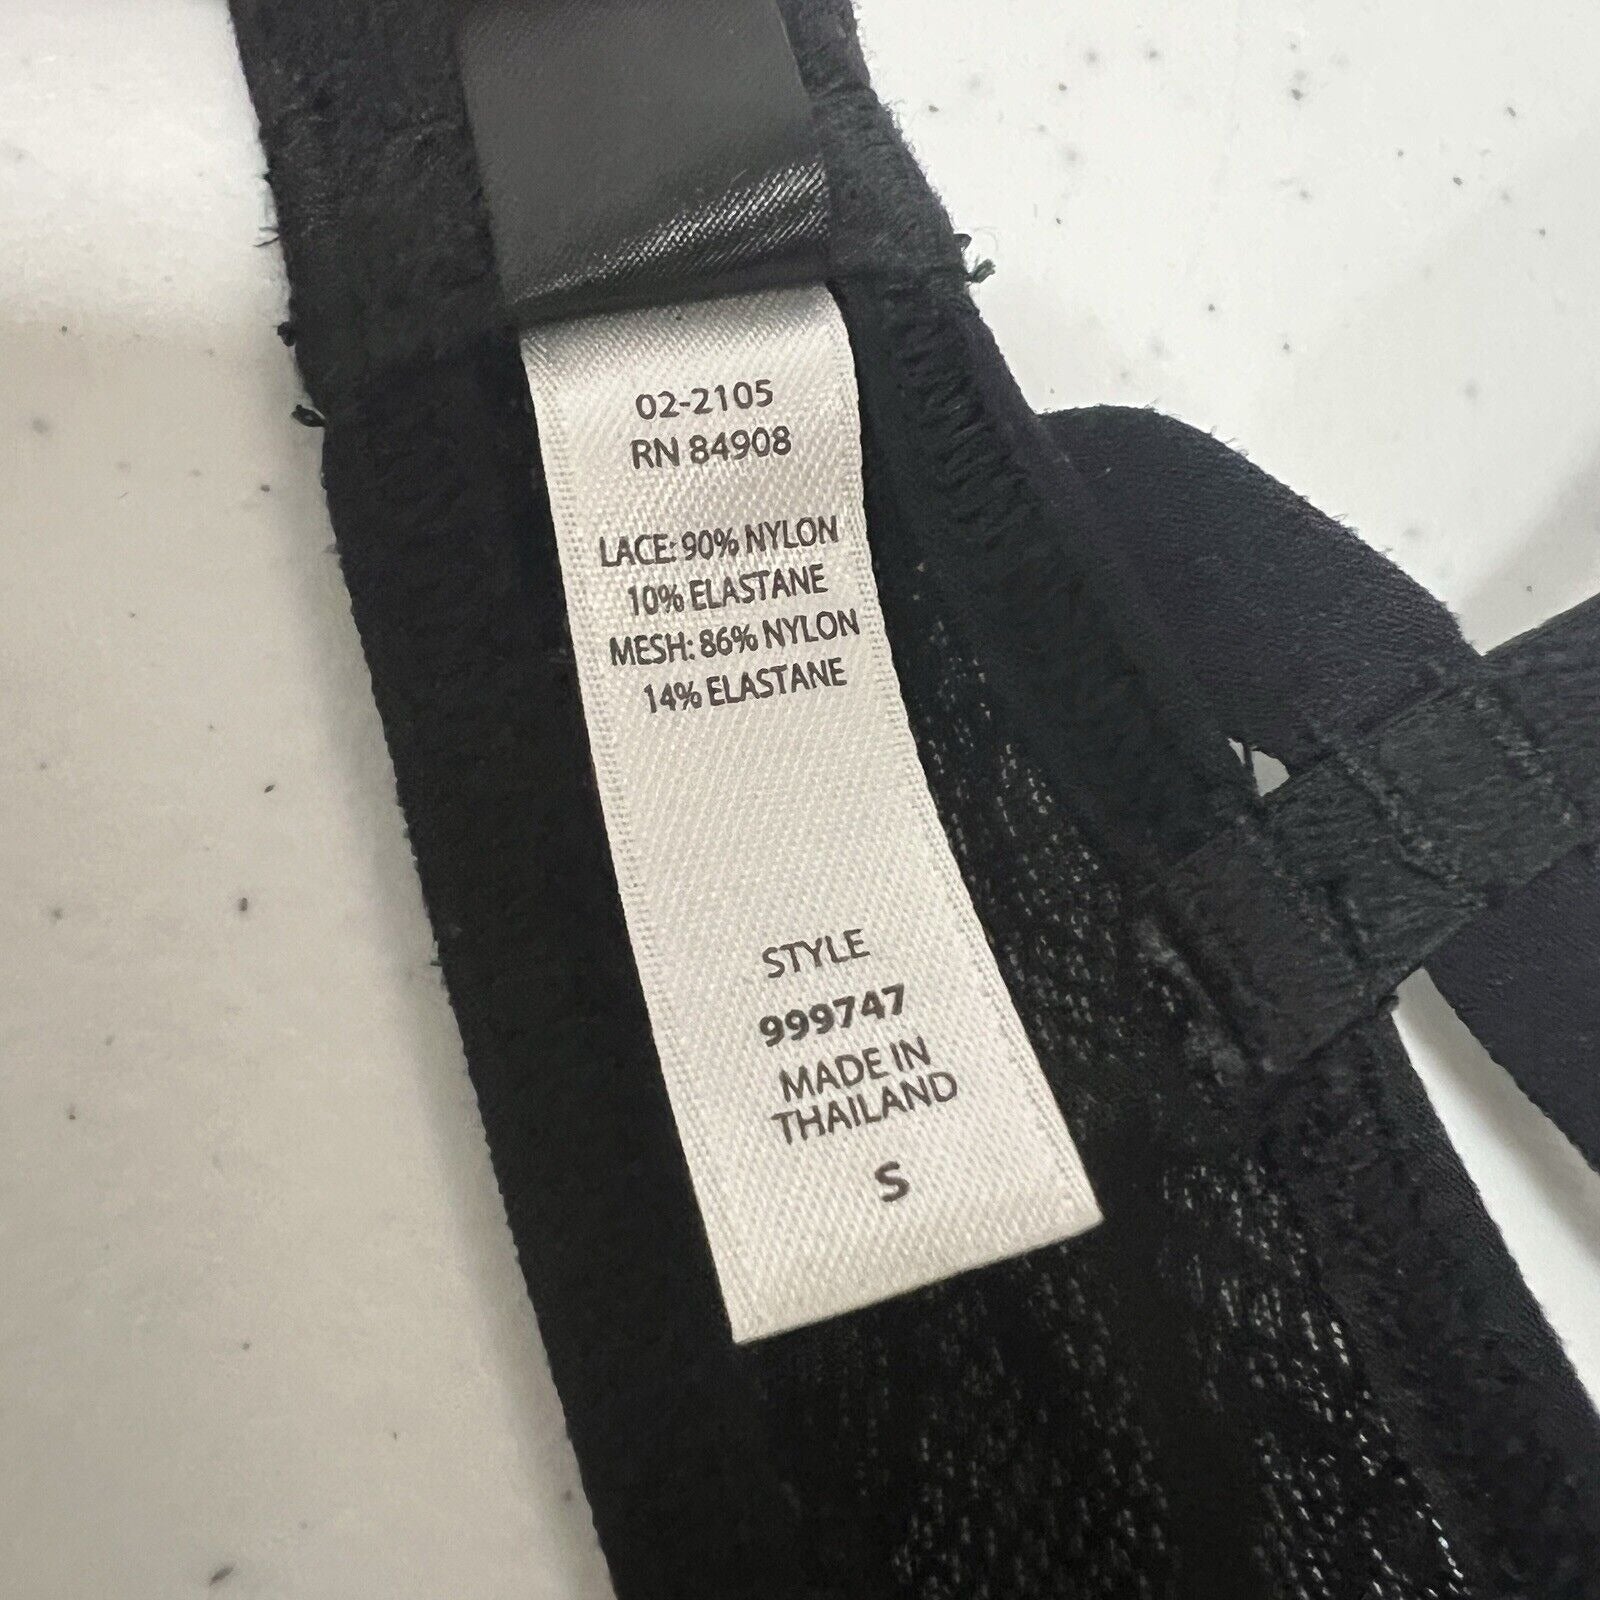 02-2105
RN 84908
LACE: 90% NYLON
10% ELASTANE
MESH: 86% NYLON
14% ELASTANE
STYLE
999747
MADE IN
THAILAND
S